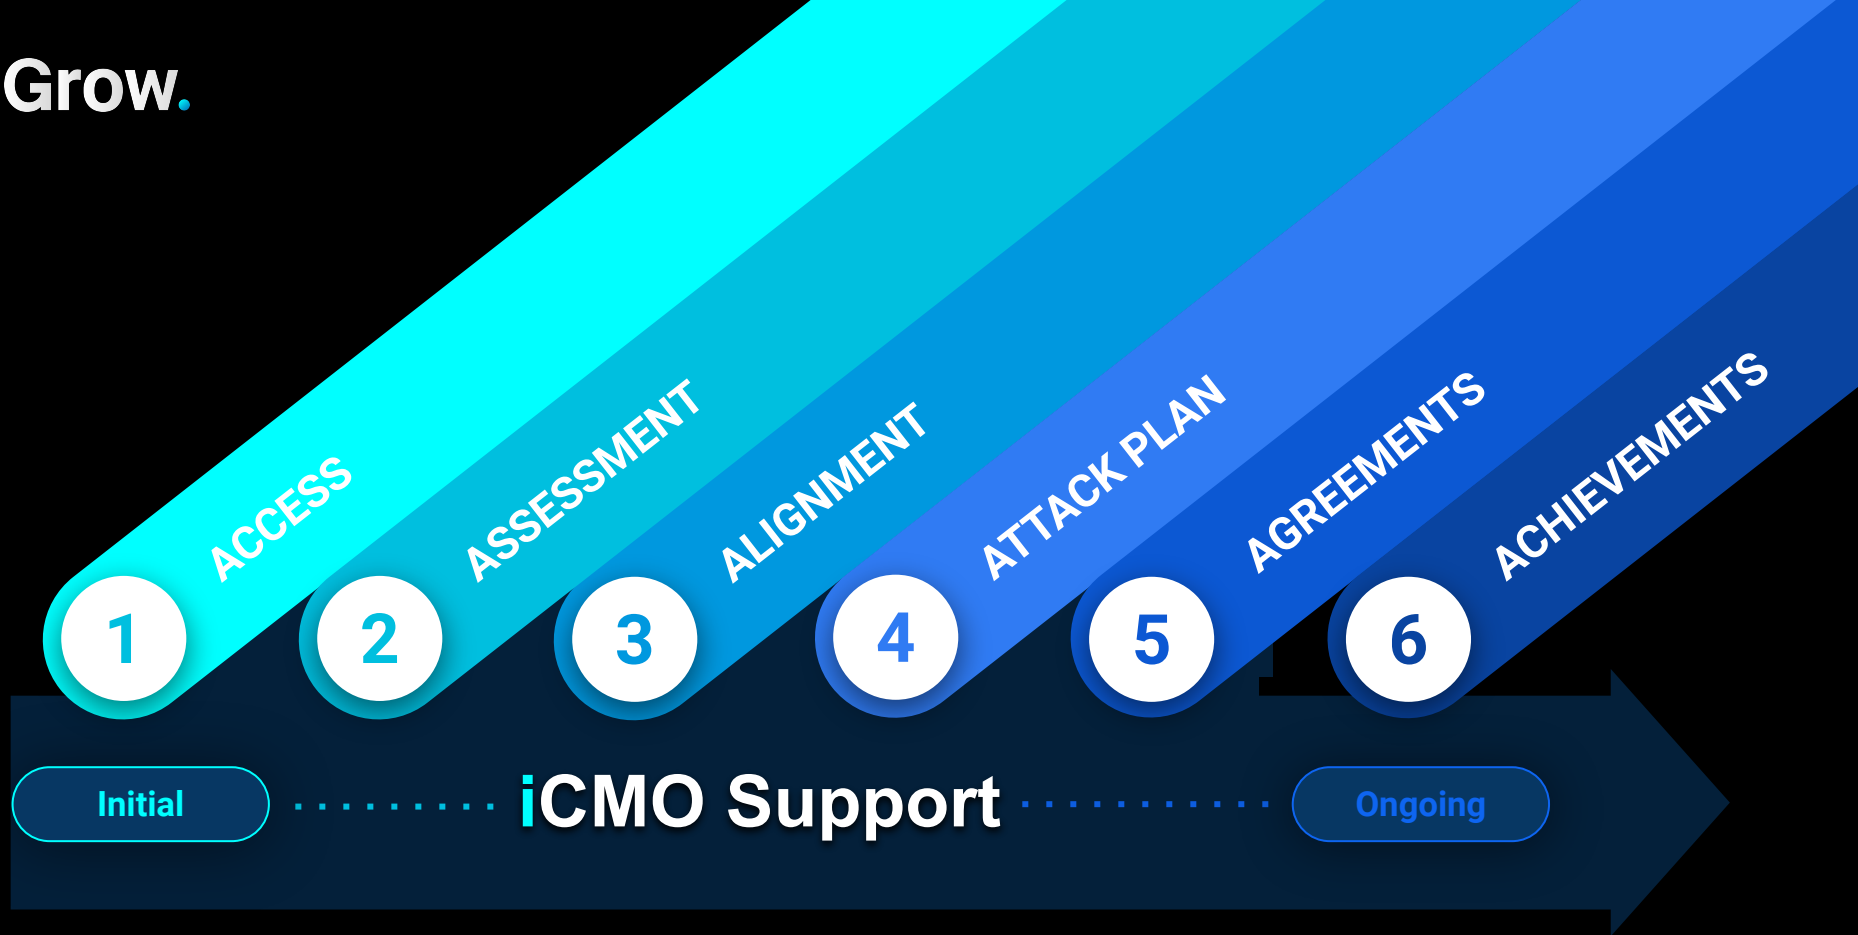 Grow.
ACCESS
ASSESSMENT
ALIGNMENT
ATTACK PLAN
AGREEMENTS
ACHIEVEMENTS
1
2
3
4
5
6
Initial
iCMO Support
Ongoing